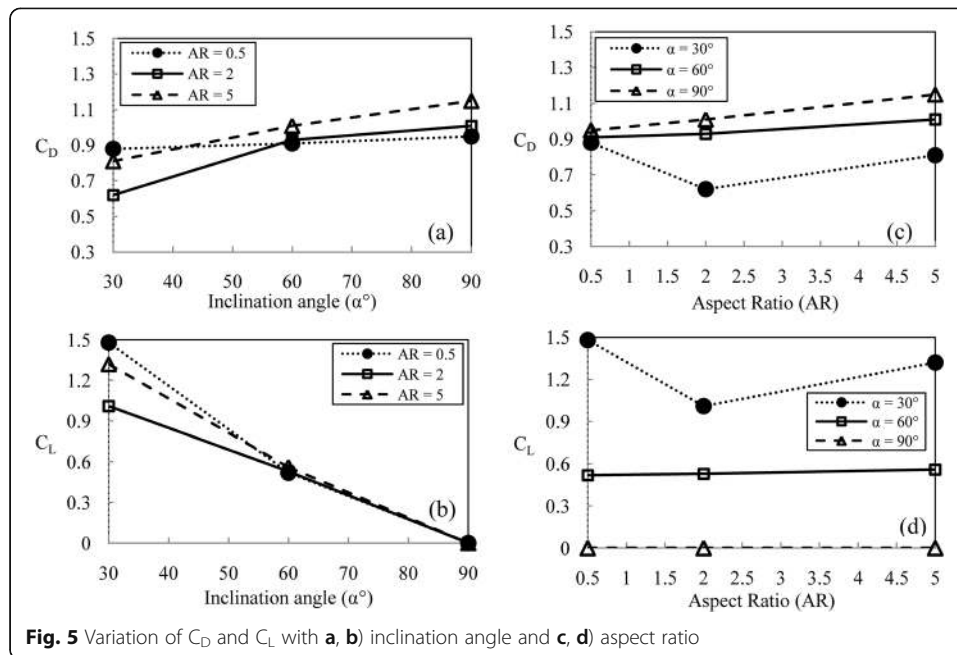 1.5
1.3
1.1
0.9
0.7
0.5
0.3
C_D
AR = 0.5
AR = 2
AR = 5
(a)
30 40 50 60 70 80 90
Inclination angle (α°)
1.5
1.3
1.1
0.9
0.7
0.5
0.3
C_D
α = 30°
α = 60°
α = 90°
(c)
0.5 1 1.5 2 2.5 3 3.5 4 4.5 5
Aspect Ratio (AR)
1.5
1.2
0.9
0.6
0.3
0
C_L
AR = 0.5
AR = 2
AR = 5
(b)
30 40 50 60 70 80 90
Inclination angle (α°)
1.5
1.2
0.9
0.6
0.3
0
C_L
α = 30°
α = 60°
α = 90°
(d)
0.5 1 1.5 2 2.5 3 3.5 4 4.5 5
Aspect Ratio (AR)
Fig. 5 Variation of C_D and C_L with a, b) inclination angle and c, d) aspect ratio